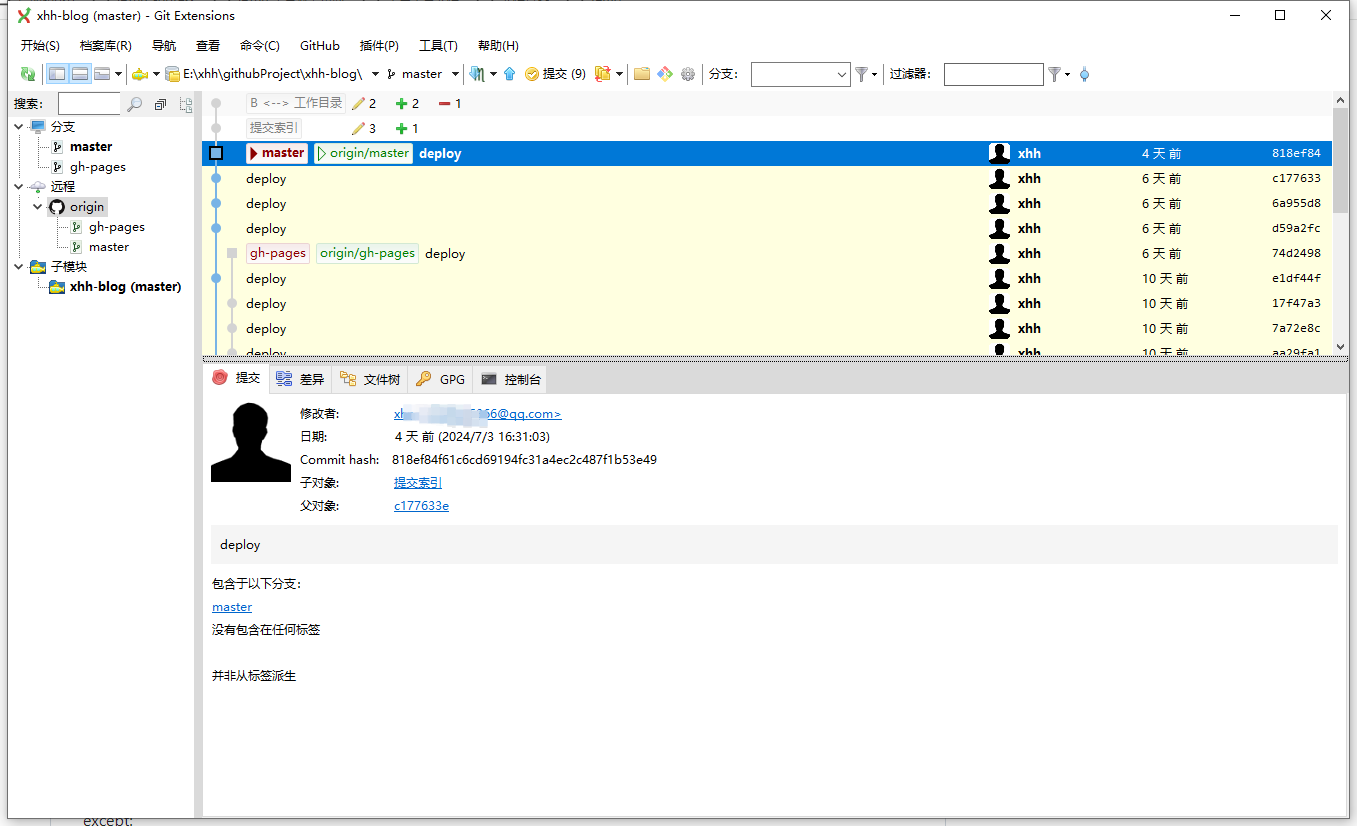 xhh-blog (master) - Git Extensions
开始(S) 档案库(R) 导航 查看 命令(C) GitHub 插件(P) 工具(T) 帮助(H)
E:\xhh\githubProject\xhh-blog\ master 提交 (9) 分支: 过滤器:
搜索:
分支
master
gh-pages
远程
origin
gh-pages
master
子模块
xhh-blog (master)
B <--> 工作目录 2 2 1
提交索引 3 1
master origin/master deploy xhh 4 天 前 818ef84
deploy xhh 6 天 前 c177633
deploy xhh 6 天 前 6a955d8
deploy xhh 6 天 前 d59a2fc
gh-pages origin/gh-pages deploy xhh 6 天 前 74d2498
deploy xhh 10 天 前 e1df44f
deploy xhh 10 天 前 17f47a3
deploy xhh 10 天 前 7a72e8c
deploy xhh 10 天 前 aa29fa1
提交 差异 文件树 GPG 控制台
修改者: 66@qq.com>
日期: 4 天 前 (2024/7/3 16:31:03)
Commit hash: 818ef84f61c6cd69194fc31a4ec2c487f1b53e49
子对象: 提交索引
父对象: c177633e
deploy
包含于以下分支:
master
没有包含在任何标签
并非从标签派生
except: